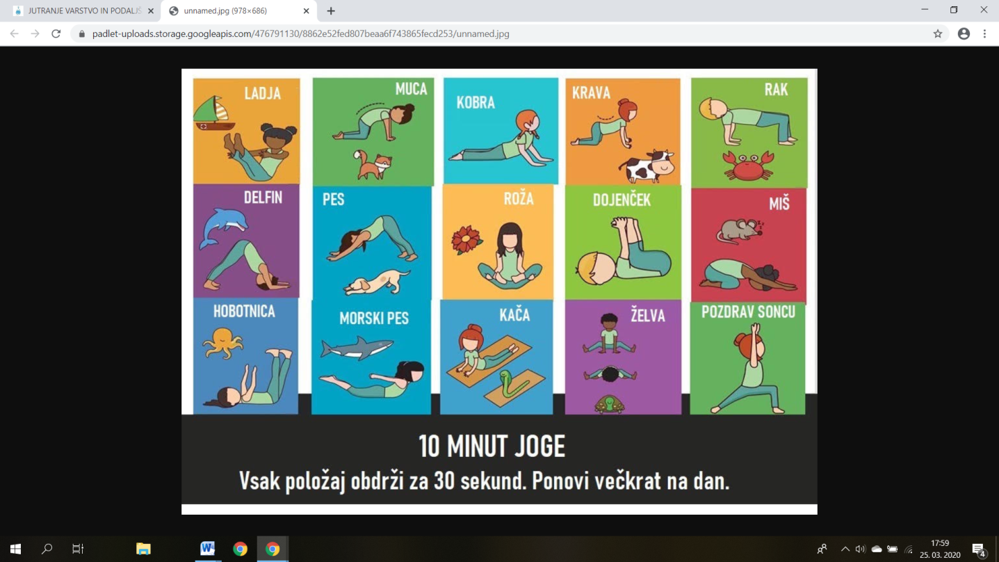 JUTRANJE VARSTVO IN PODALJŠ
unnamed.jpg (978×686)
padlet-uploads.storage.googleapis.com/476791130/8862e52fed807beaa6f743865fecd253/unnamed.jpg
LADJA
MUCA
KOBRA
KRAVA
RAK
DELFIN
PES
ROŽA
DOJENČEK
MIŠ
z z z
HOBOTNICA
MORSKI PES
KAČA
ŽELVA
POZDRAV SONCU
10 MINUT JOGE
Vsak položaj obdrži za 30 sekund. Ponovi večkrat na dan.
W
17:59
25. 03. 2020
4